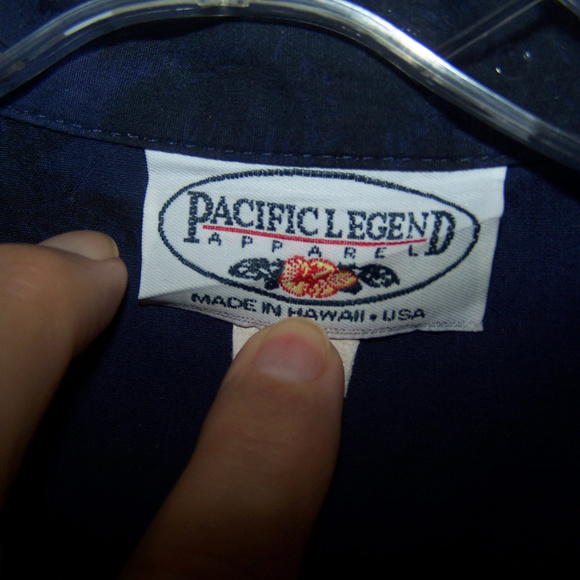 PACIFIC LEGEND
APPAREL
MADE IN HAWAII • USA